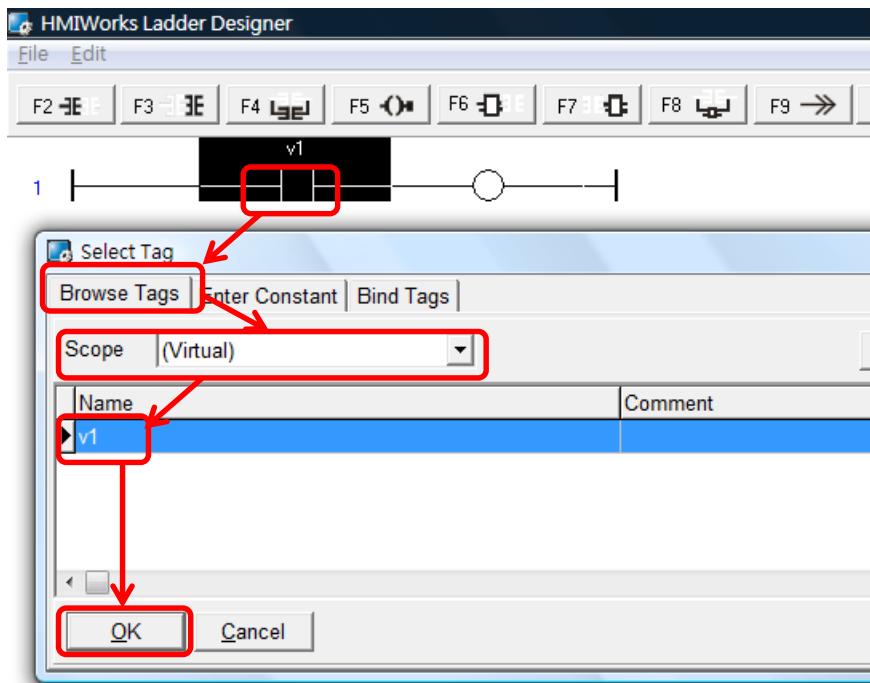 HMIWorks Ladder Designer
File Edit
F2 F3 F4 F5 F6 F7 F8 F9
v1
1
Select Tag
Browse Tags Enter Constant Bind Tags
Scope (Virtual)
Name Comment
v1
OK Cancel